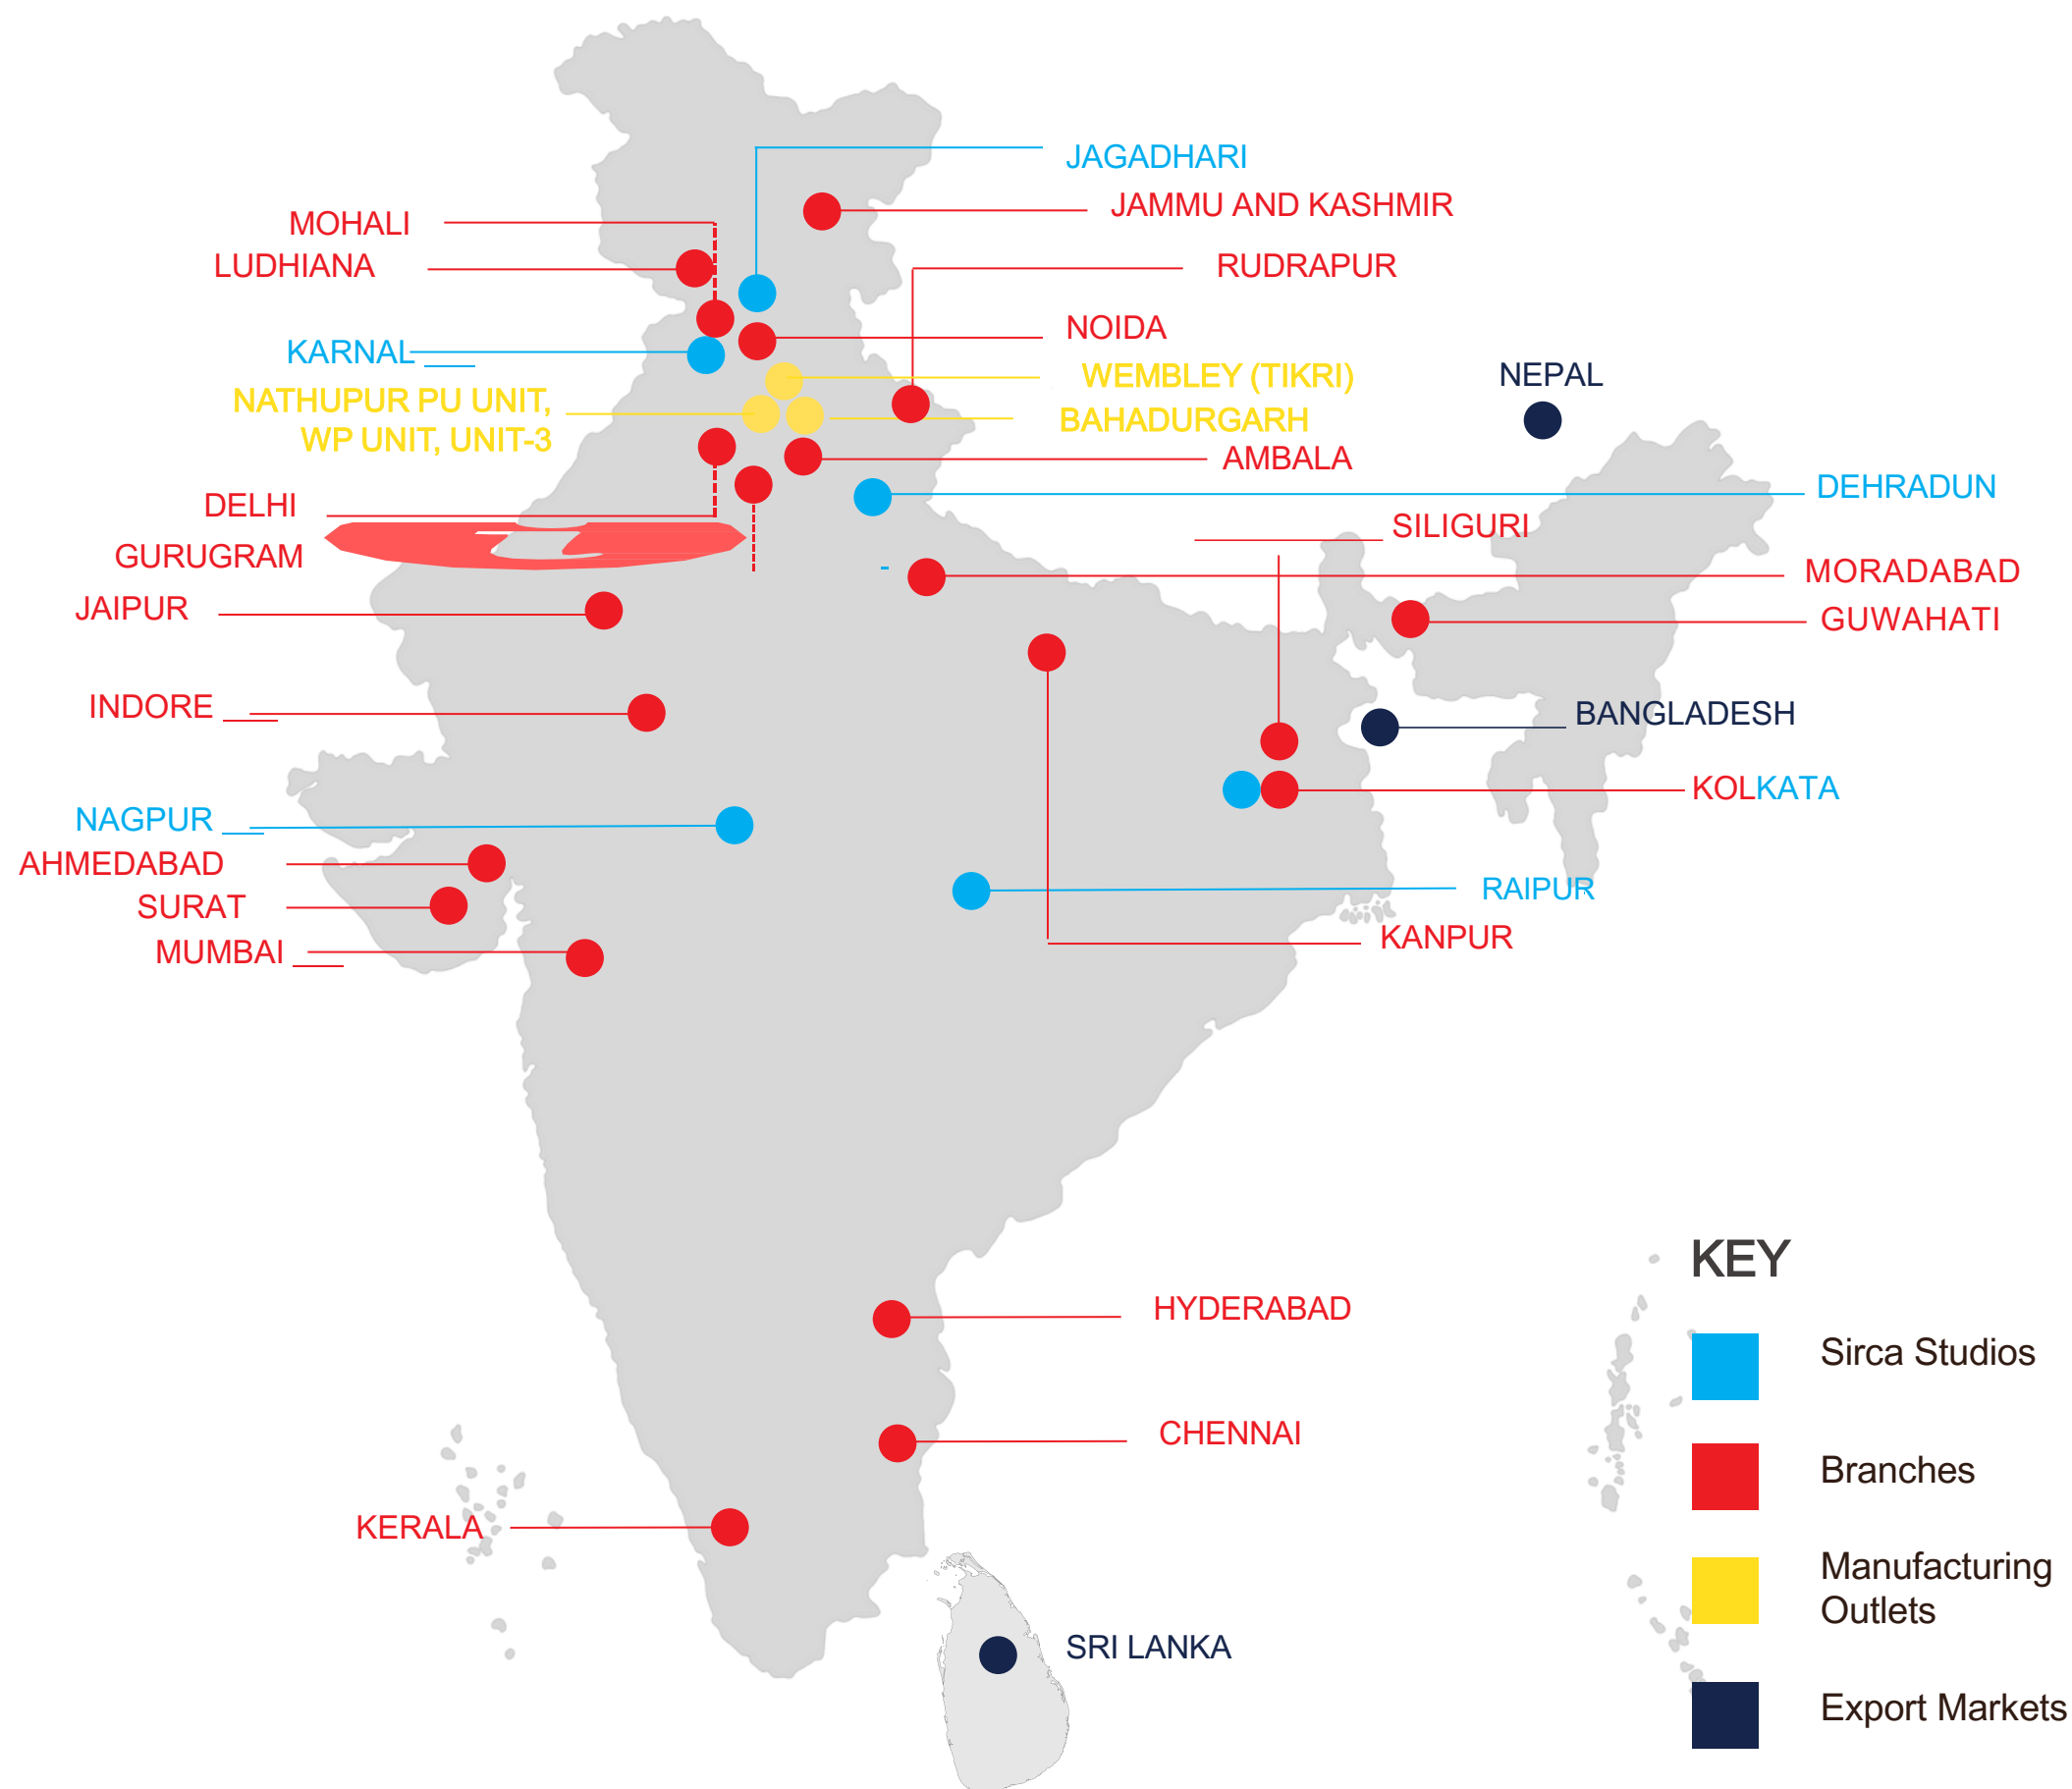 JAGADHARI
JAMMU AND KASHMIR
MOHALI
LUDHIANA
RUDRAPUR
NOIDA
KARNAL
WEMBLEY (TIKRI)
NEPAL
NATHUPUR PU UNIT,
WP UNIT, UNIT-3
BAHADURGARH
AMBALA
DEHRADUN
DELHI
SILIGURI
GURUGRAM
MORADABAD
JAIPUR
GUWAHATI
INDORE
BANGLADESH
KOLKATA
NAGPUR
AHMEDABAD
RAIPUR
SURAT
KANPUR
MUMBAI
KEY
HYDERABAD
Sirca Studios
CHENNAI
Branches
KERALA
Manufacturing
Outlets
SRI LANKA
Export Markets